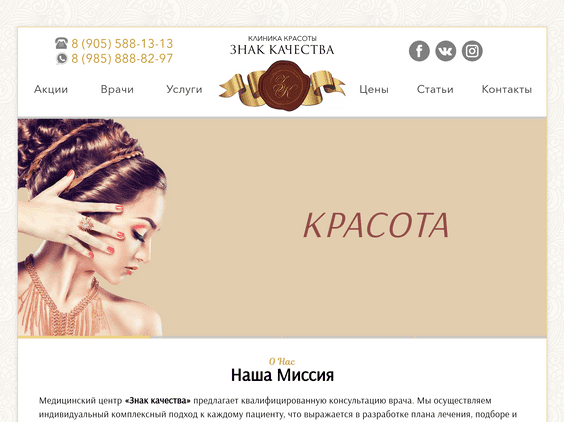 8 (905) 588-13-13
8 (985) 888-82-97
КЛИНИКА КРАСОТЫ
ЗНАК КАЧЕСТВА
ЗК
Акции Врачи Услуги Цены Статьи Контакты
КРАСОТА
О Нас
Наша Миссия
Медицинский центр «Знак качества» предлагает квалифицированную консультацию врача. Мы осуществляем
индивидуальный комплексный подход к каждому пациенту, что выражается в разработке плана лечения, подборе и